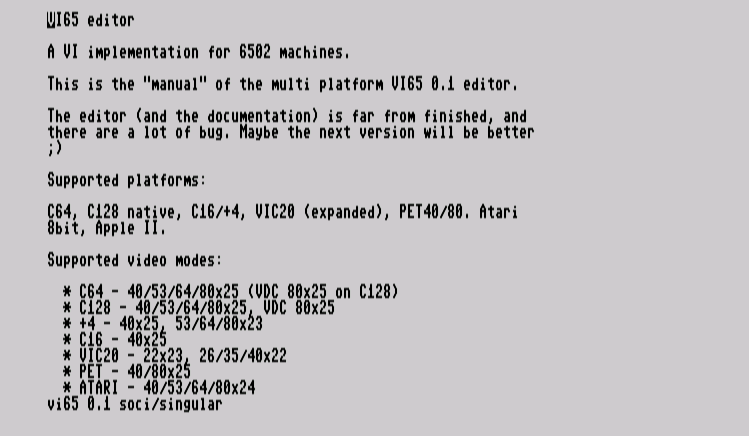 VI65 editor
A VI implementation for 6502 machines.
This is the "manual" of the multi platform VI65 0.1 editor.
The editor (and the documentation) is far from finished, and
there are a lot of bug. Maybe the next version will be better
;)
Supported platforms:
C64, C128 native, C16/+4, VIC20 (expanded), PET40/80. Atari
8bit, Apple II.
Supported video modes:
* C64 - 40/53/64/80x25 (VDC 80x25 on C128)
* C128 - 40/53/64/80x25, VDC 80x25
* +4 - 40x25, 53/64/80x23
* C16 - 40x25
* VIC20 - 22x23, 26/35/40x22
* PET - 40/80x25
* ATARI - 40/53/64/80x24
vi65 0.1 soci/singular